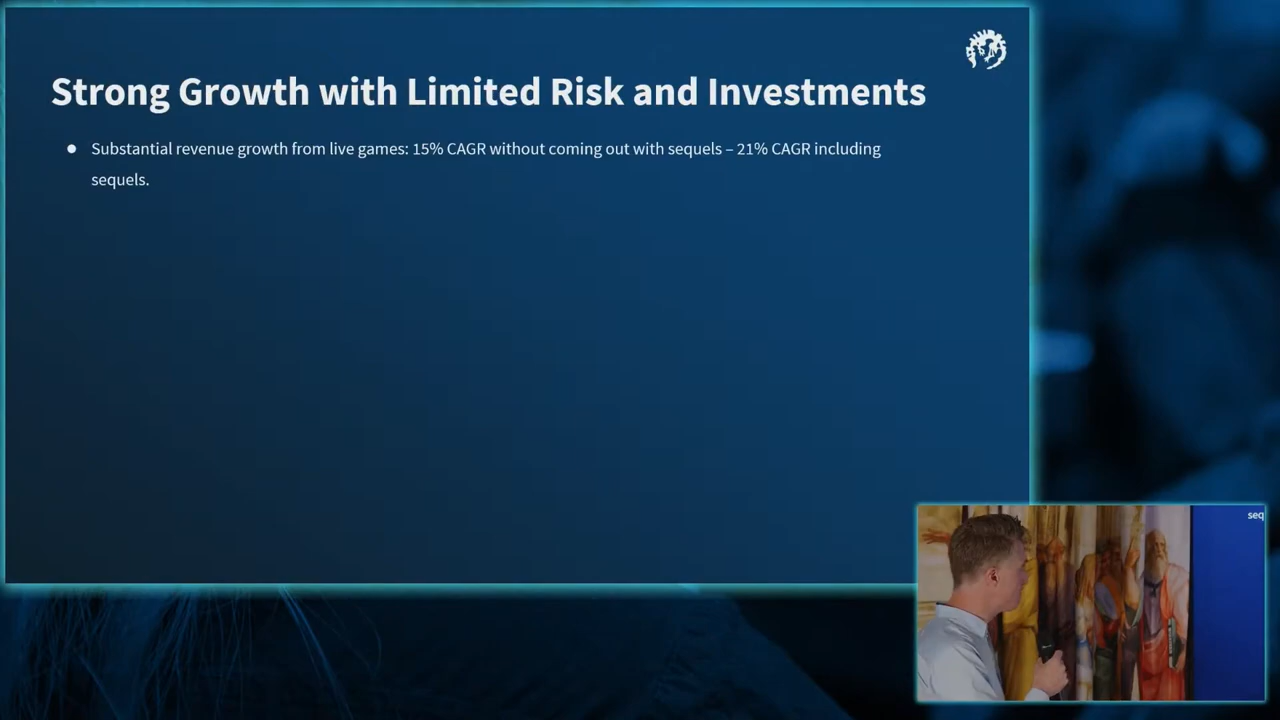 Strong Growth with Limited Risk and Investments
● Substantial revenue growth from live games: 15% CAGR without coming out with sequels – 21% CAGR including
sequels.
seq